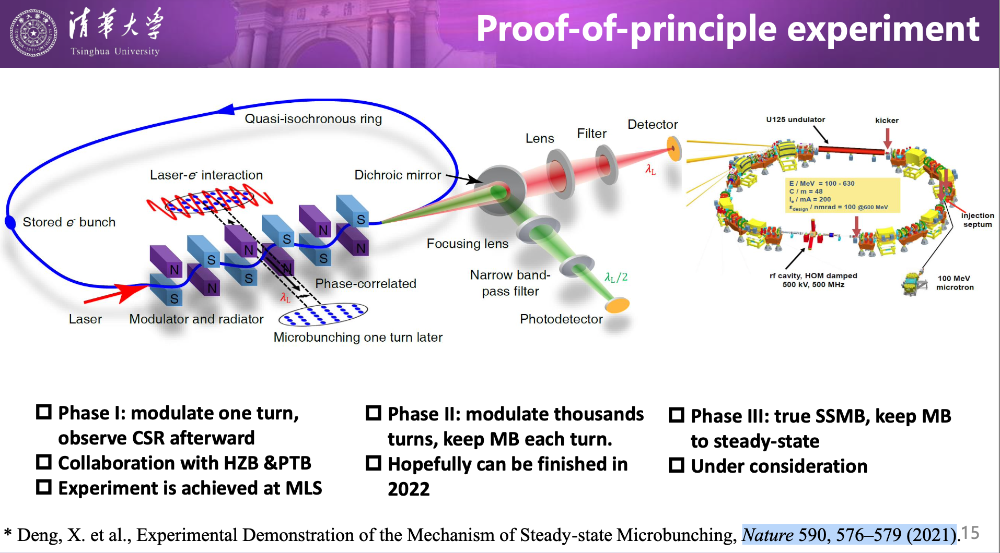 清华大学
Tsinghua University
Proof-of-principle experiment
Quasi-isochronous ring
Laser-e⁻ interaction
Dichroic mirror
Lens
Filter
Detector
λL
Stored e⁻ bunch
N
S
S
N
N
S
S
N
N
S
S
N
Focusing lens
Narrow band-
pass filter
λL/2
Photodetector
Phase-correlated
λL
Laser
Modulator and radiator
Microbunching one turn later
U125 undulator
kicker
E / MeV = 100 - 630
C / m = 48
Ie / mA = 200
εdesign / nmrad = 100 @600 MeV
injection
septum
rf cavity, HOM damped
500 kV, 500 MHz
100 MeV
microtron
Phase I: modulate one turn,
observe CSR afterward
Collaboration with HZB &PTB
Experiment is achieved at MLS
Phase II: modulate thousands
turns, keep MB each turn.
Hopefully can be finished in
2022
Phase III: true SSMB, keep MB
to steady-state
Under consideration
* Deng, X. et al., Experimental Demonstration of the Mechanism of Steady-state Microbunching, Nature 590, 576–579 (2021).
15